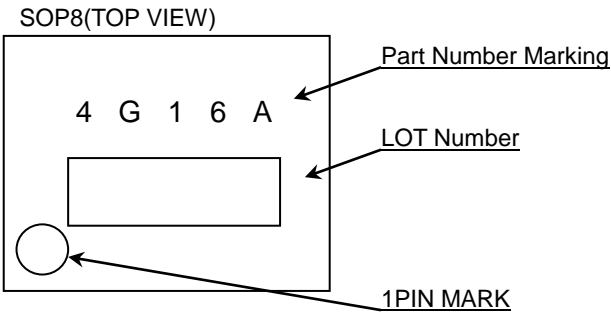 SOP8(TOP VIEW)
Part Number Marking
4 G 1 6 A
LOT Number
1PIN MARK